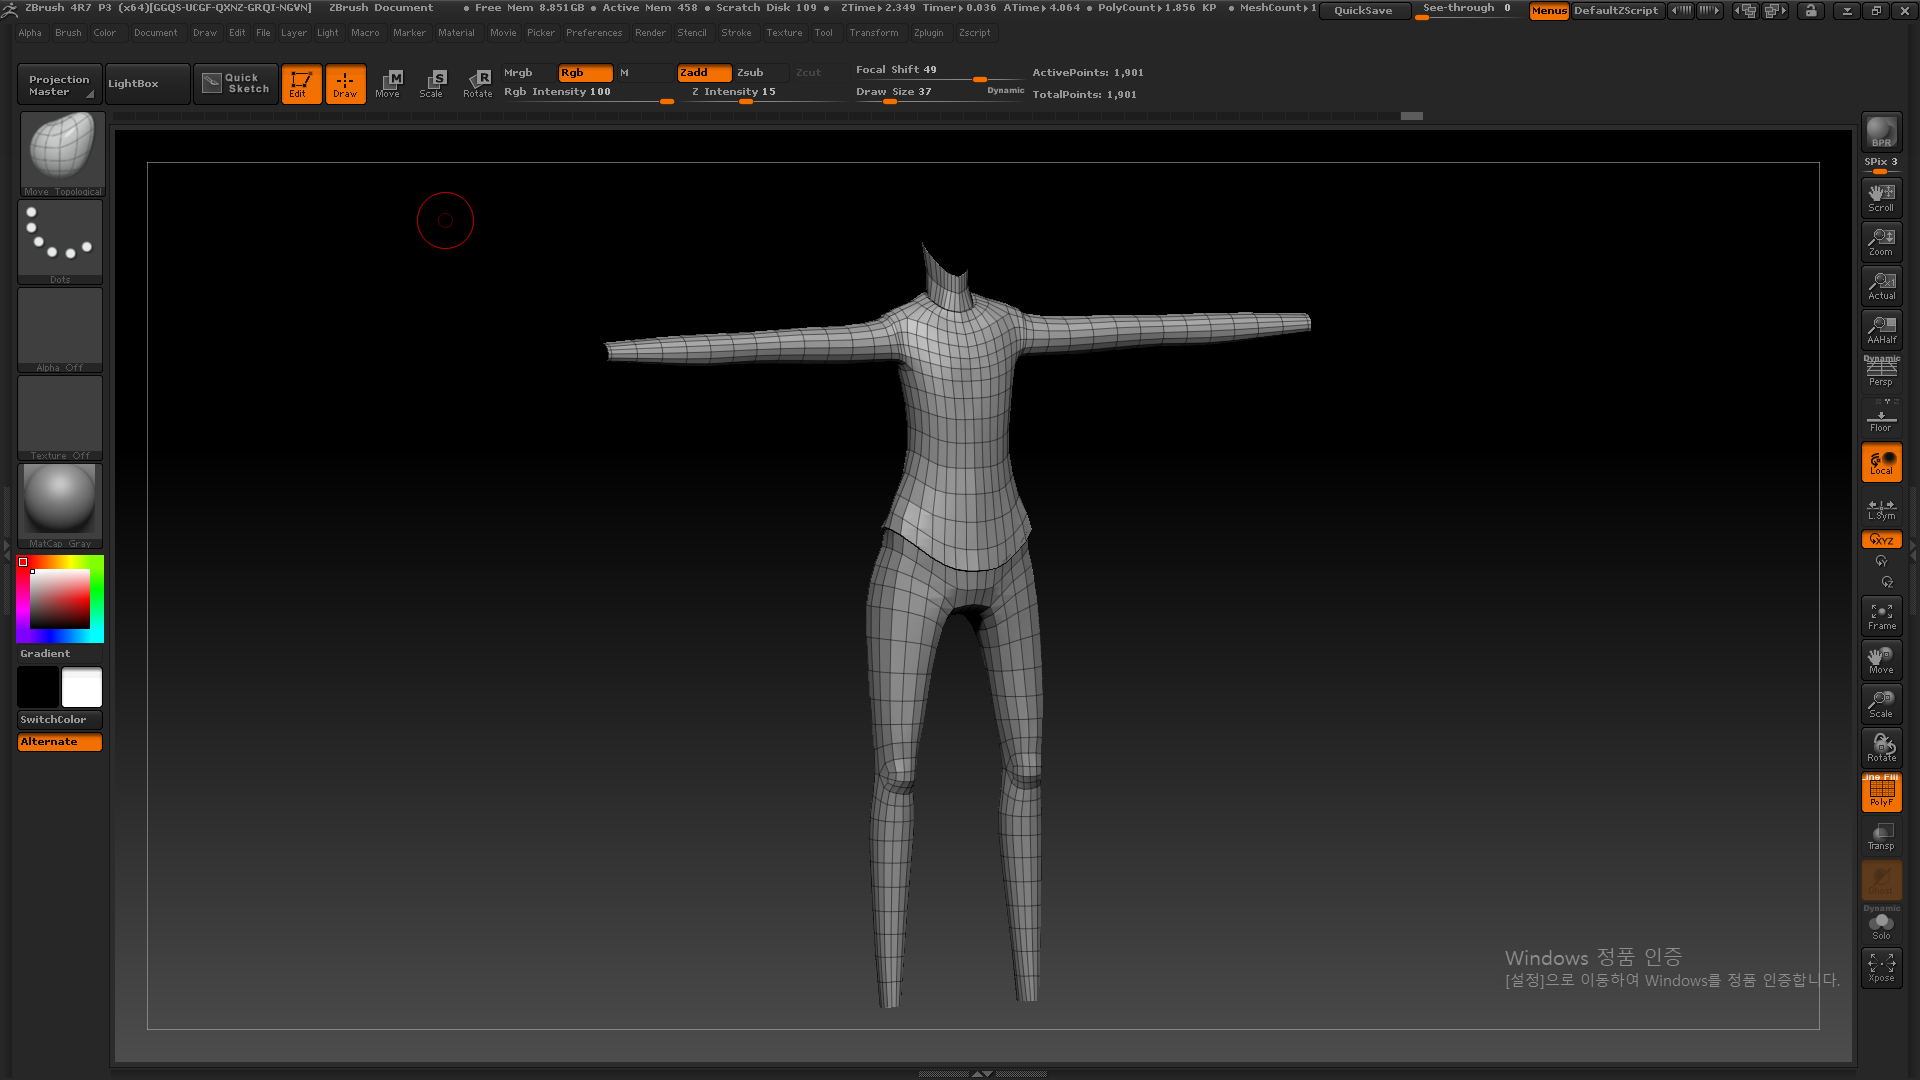 ZBrush 4R7 P3 (x64)[GGQS-UCGF-QXNZ-GRQI-NGVN] ZBrush Document • Free Mem 8.851GB • Active Mem 458 • Scratch Disk 109 • ZTime▸2.349 Timer▸0.036 ATime▸4.064 • PolyCount▸1.856 KP • MeshCount▸1 QuickSave See-through 0 Menus DefaultZScript
Alpha Brush Color Document Draw Edit File Layer Light Macro Marker Material Movie Picker Preferences Render Stencil Stroke Texture Tool Transform Zplugin Zscript
Projection Master
LightBox
Quick Sketch
Edit
Draw
M Move
S Scale
R Rotate
Mrgb Rgb M Zadd Zsub Zcut
Rgb Intensity 100 Z Intensity 15
Focal Shift 49
Draw Size 37 Dynamic
ActivePoints: 1,901
TotalPoints: 1,901
Move Topological
Dots
Alpha Off
Texture Off
MatCap Gray
Gradient
SwitchColor
Alternate
BPR
SPix 3
Scroll
Zoom
Actual
AAHalf
Dynamic
Persp
Floor
Local
L.Sym
XYZ
Y
Z
Frame
Move
Scale
Rotate
Line Fill
PolyF
Transp
Ghost
Dynamic
Solo
Xpose
Windows 정품 인증
[설정]으로 이동하여 Windows를 정품 인증합니다.